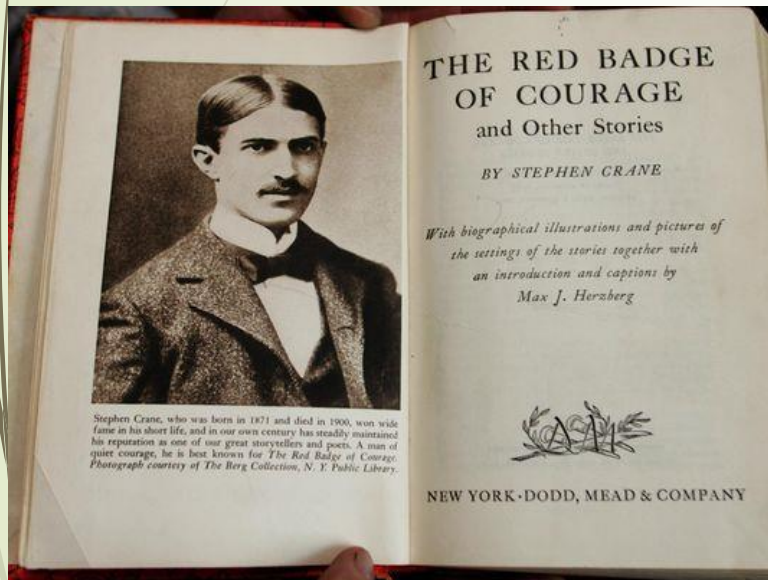 Stephen Crane, who was born in 1871 and died in 1900, won wide
fame in his short life, and in our own century has steadily maintained
his reputation as one of our great storytellers and poets. A man of
quiet courage, he is best known for The Red Badge of Courage.
Photograph courtesy of The Berg Collection, N. Y. Public Library.
THE RED BADGE
OF COURAGE
and Other Stories
BY STEPHEN CRANE
With biographical illustrations and pictures of
the settings of the stories together with
an introduction and captions by
Max J. Herzberg
NEW YORK · DODD, MEAD & COMPANY